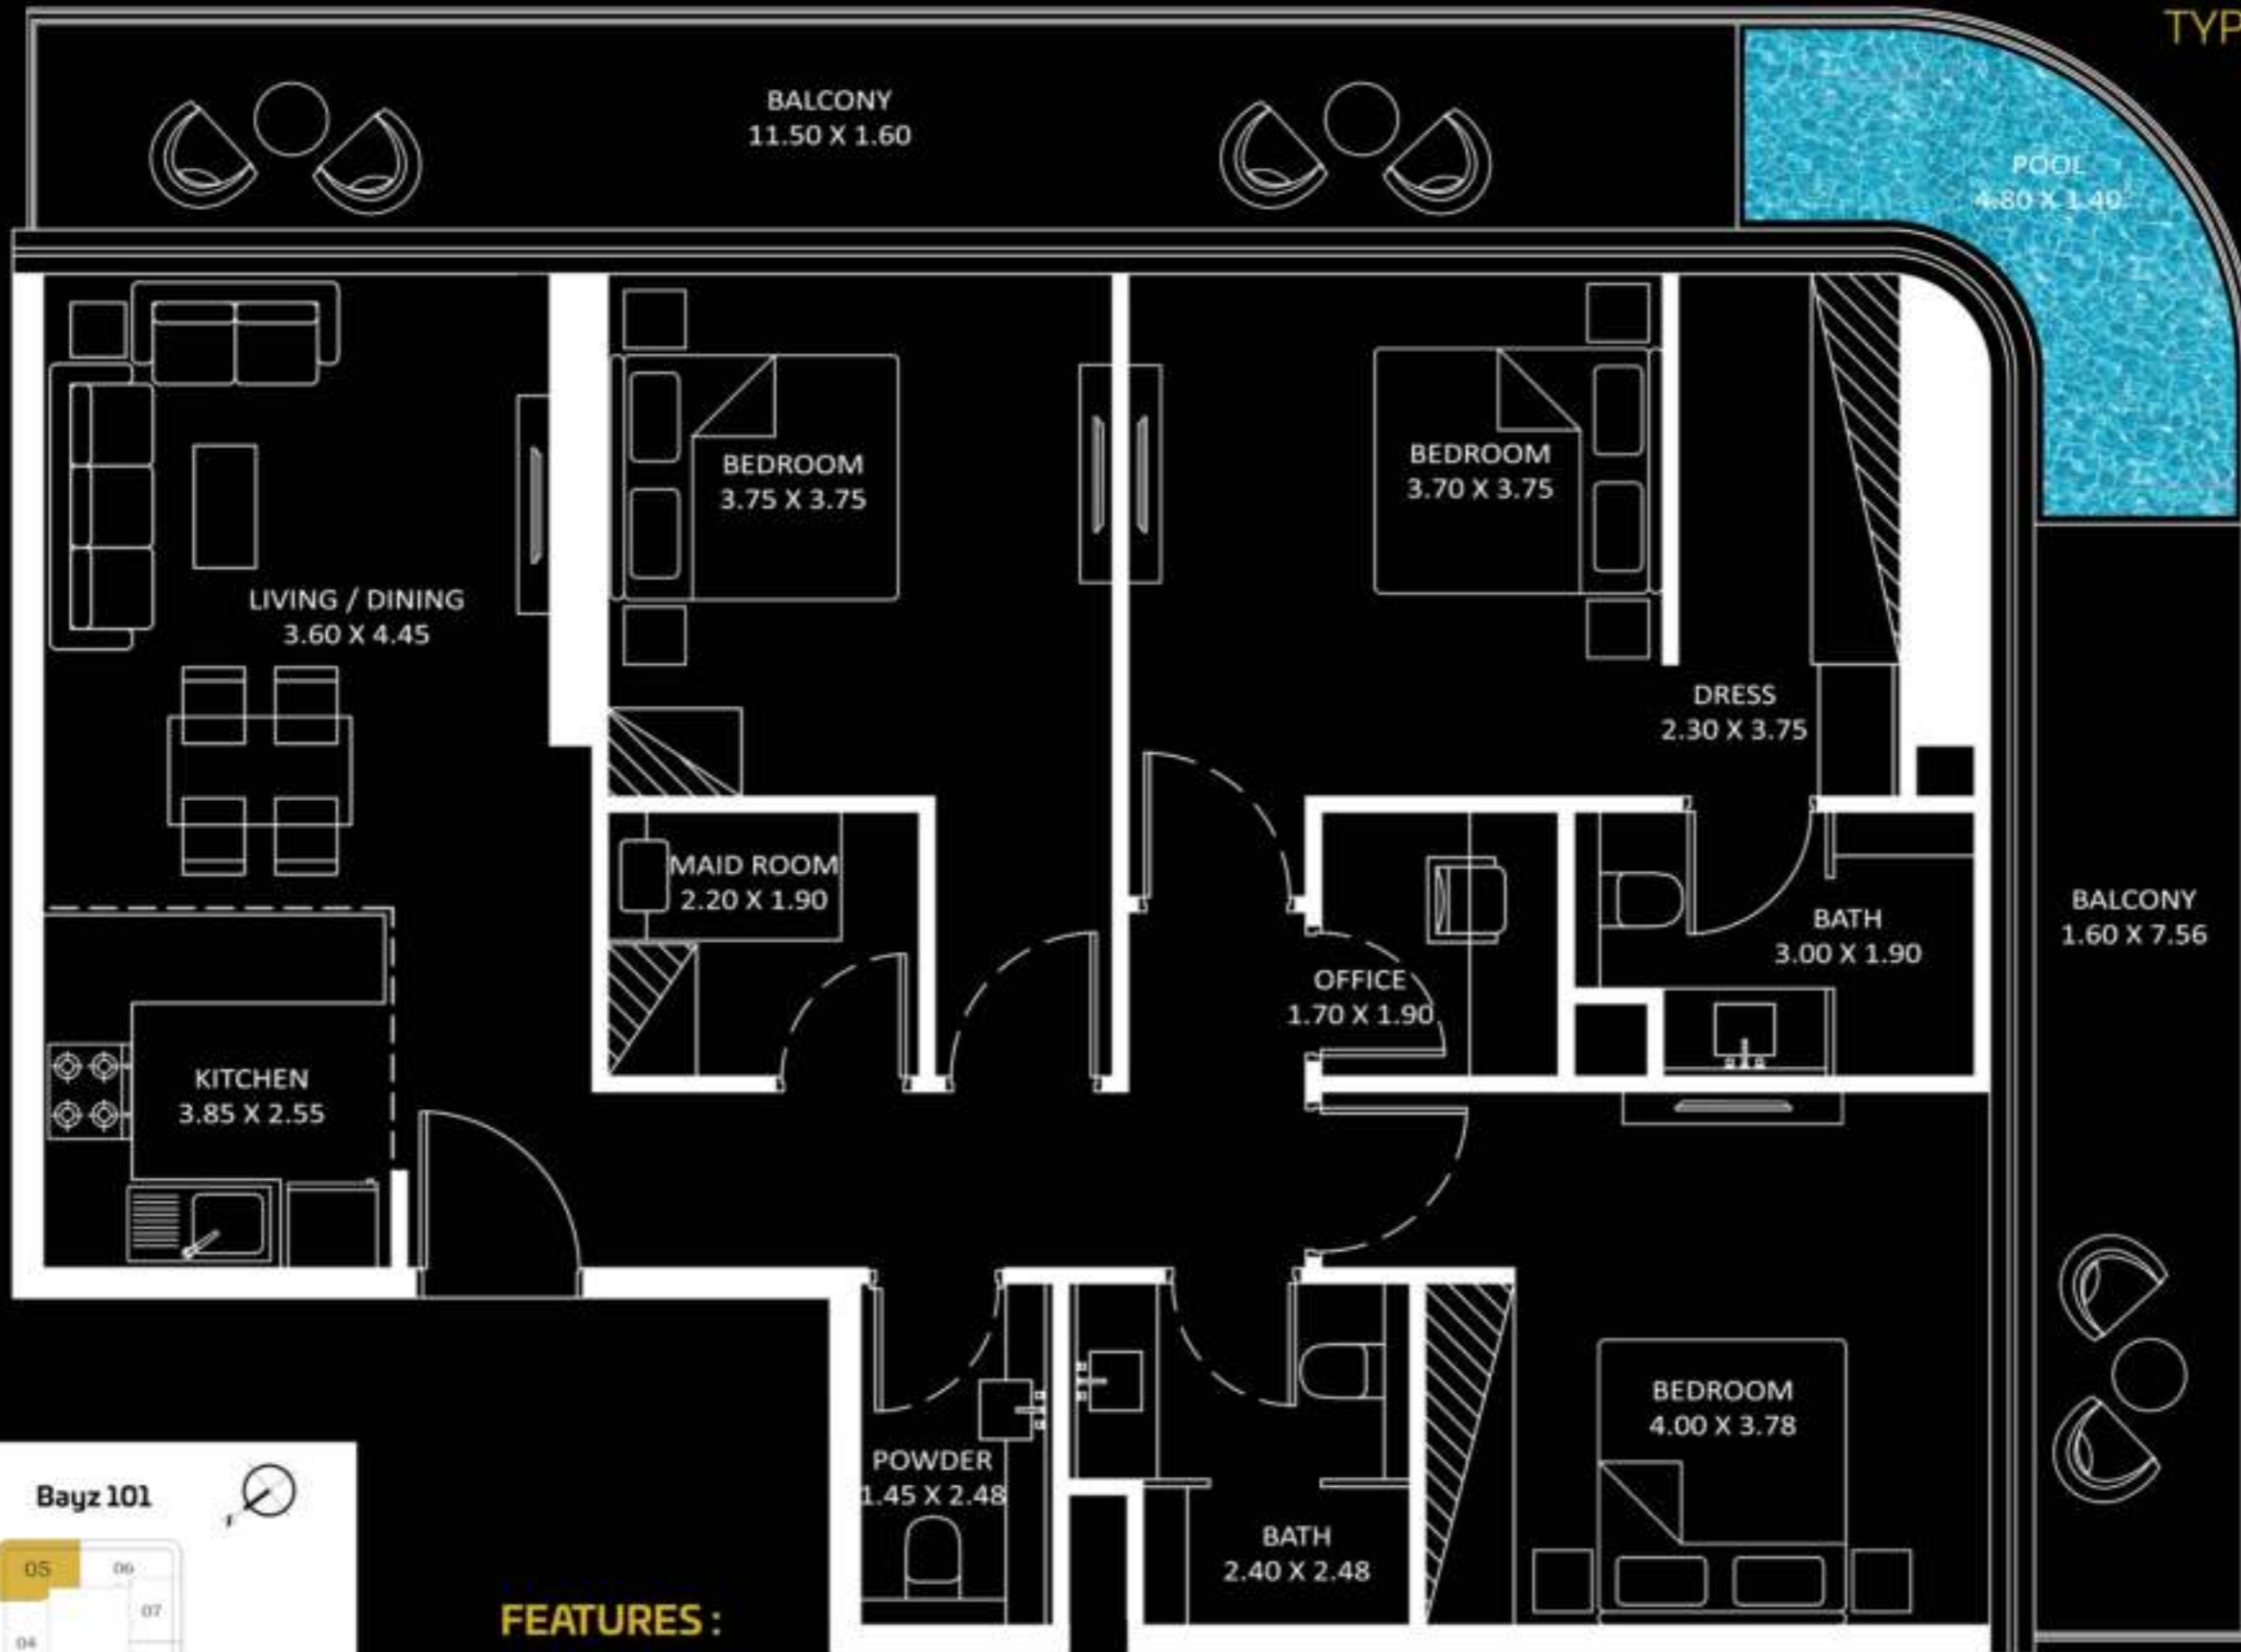 TYP
BALCONY
11.50 X 1.60
POOL
4.80 X 1.40
BEDROOM
3.75 X 3.75
BEDROOM
3.70 X 3.75
LIVING / DINING
3.60 X 4.45
DRESS
2.30 X 3.75
MAID ROOM
2.20 X 1.90
BATH
3.00 X 1.90
BALCONY
1.60 X 7.56
OFFICE
1.70 X 1.90
KITCHEN
3.85 X 2.55
BEDROOM
4.00 X 3.78
POWDER
1.45 X 2.48
BATH
2.40 X 2.48
Bayz 101
05
06
07
04
FEATURES :